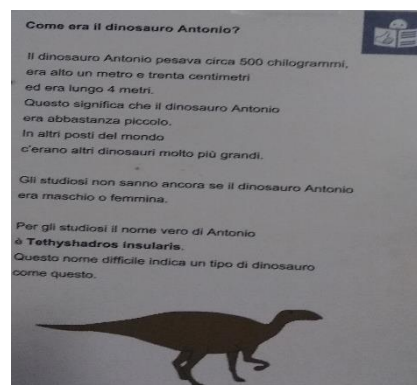 Come era il dinosauro Antonio?
Il dinosauro Antonio pesava circa 500 chilogrammi,
era alto un metro e trenta centimetri
ed era lungo 4 metri.
Questo significa che il dinosauro Antonio
era abbastanza piccolo.
In altri posti del mondo
c'erano altri dinosauri molto più grandi.
Gli studiosi non sanno ancora se il dinosauro Antonio
era maschio o femmina.
Per gli studiosi il nome vero di Antonio
è Tethyshadros insularis.
Questo nome difficile indica un tipo di dinosauro
come questo.